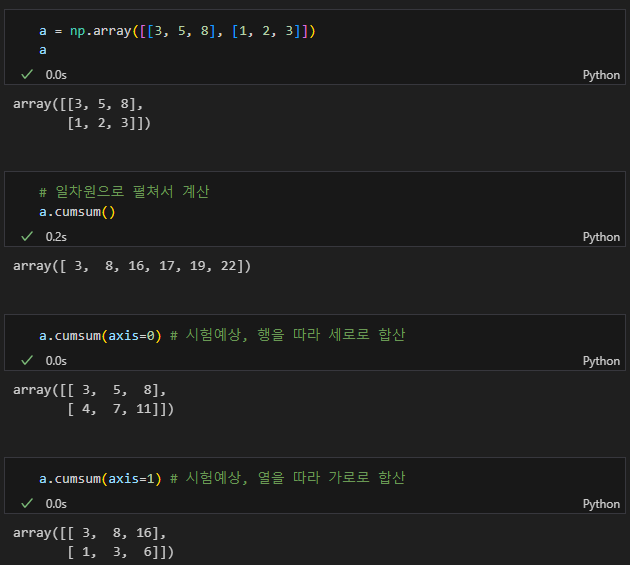 a = np.array([[3, 5, 8], [1, 2, 3]])
a
✓ 0.0s Python
array([[3, 5, 8],
       [1, 2, 3]])
# 일차원으로 펼쳐서 계산
a.cumsum()
✓ 0.2s Python
array([ 3,  8, 16, 17, 19, 22])
a.cumsum(axis=0) # 시험예상, 행을 따라 세로로 합산
✓ 0.0s Python
array([[ 3,  5,  8],
       [ 4,  7, 11]])
a.cumsum(axis=1) # 시험예상, 열을 따라 가로로 합산
✓ 0.0s Python
array([[ 3,  8, 16],
       [ 1,  3,  6]])